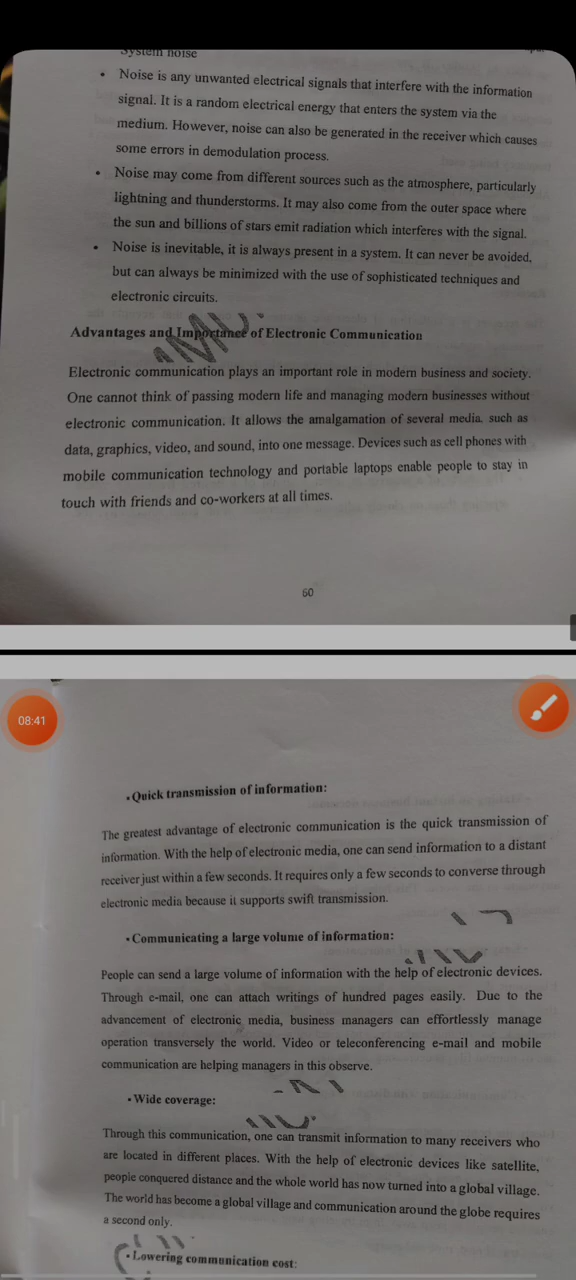 System noise
• Noise is any unwanted electrical signals that interfere with the information
signal. It is a random electrical energy that enters the system via the
medium. However, noise can also be generated in the receiver which causes
some errors in demodulation process.
• Noise may come from different sources such as the atmosphere, particularly
lightning and thunderstorms. It may also come from the outer space where
the sun and billions of stars emit radiation which interferes with the signal.
• Noise is inevitable, it is always present in a system. It can never be avoided,
but can always be minimized with the use of sophisticated techniques and
electronic circuits.
Advantages and Importance of Electronic Communication
Electronic communication plays an important role in modern business and society.
One cannot think of passing modern life and managing modern businesses without
electronic communication. It allows the amalgamation of several media, such as
data, graphics, video, and sound, into one message. Devices such as cell phones with
mobile communication technology and portable laptops enable people to stay in
touch with friends and co-workers at all times.
60
08:41
• Quick transmission of information:
The greatest advantage of electronic communication is the quick transmission of
information. With the help of electronic media, one can send information to a distant
receiver just within a few seconds. It requires only a few seconds to converse through
electronic media because it supports swift transmission.
• Communicating a large volume of information:
People can send a large volume of information with the help of electronic devices.
Through e-mail, one can attach writings of hundred pages easily. Due to the
advancement of electronic media, business managers can effortlessly manage
operation transversely the world. Video or teleconferencing e-mail and mobile
communication are helping managers in this observe.
• Wide coverage:
Through this communication, one can transmit information to many receivers who
are located in different places. With the help of electronic devices like satellite,
people conquered distance and the whole world has now turned into a global village.
The world has become a global village and communication around the globe requires
a second only.
• Lowering communication cost: